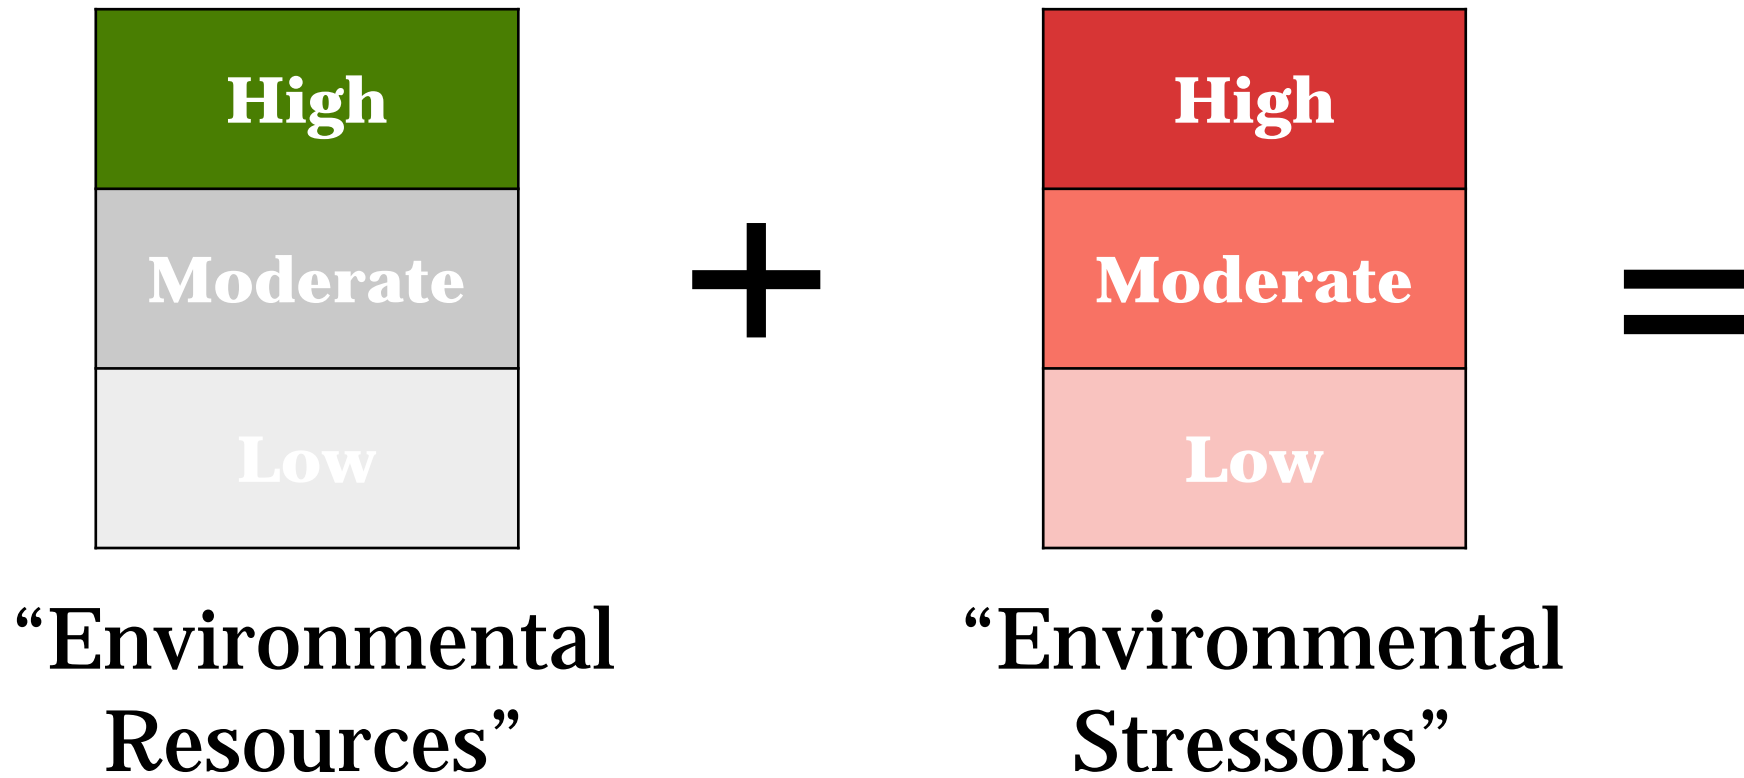 High
Moderate
Low
“Environmental
Resources”
+
High
Moderate
Low
“Environmental
Stressors”
=